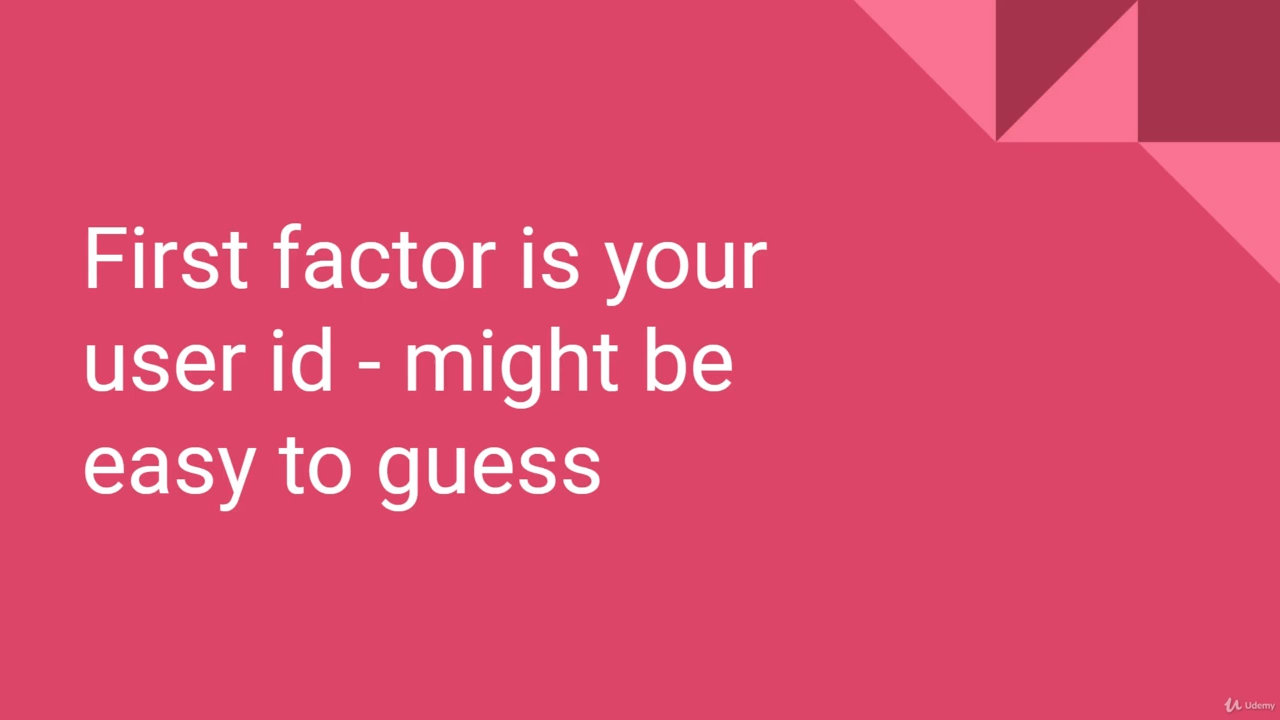 First factor is your
user id - might be
easy to guess
Udemy